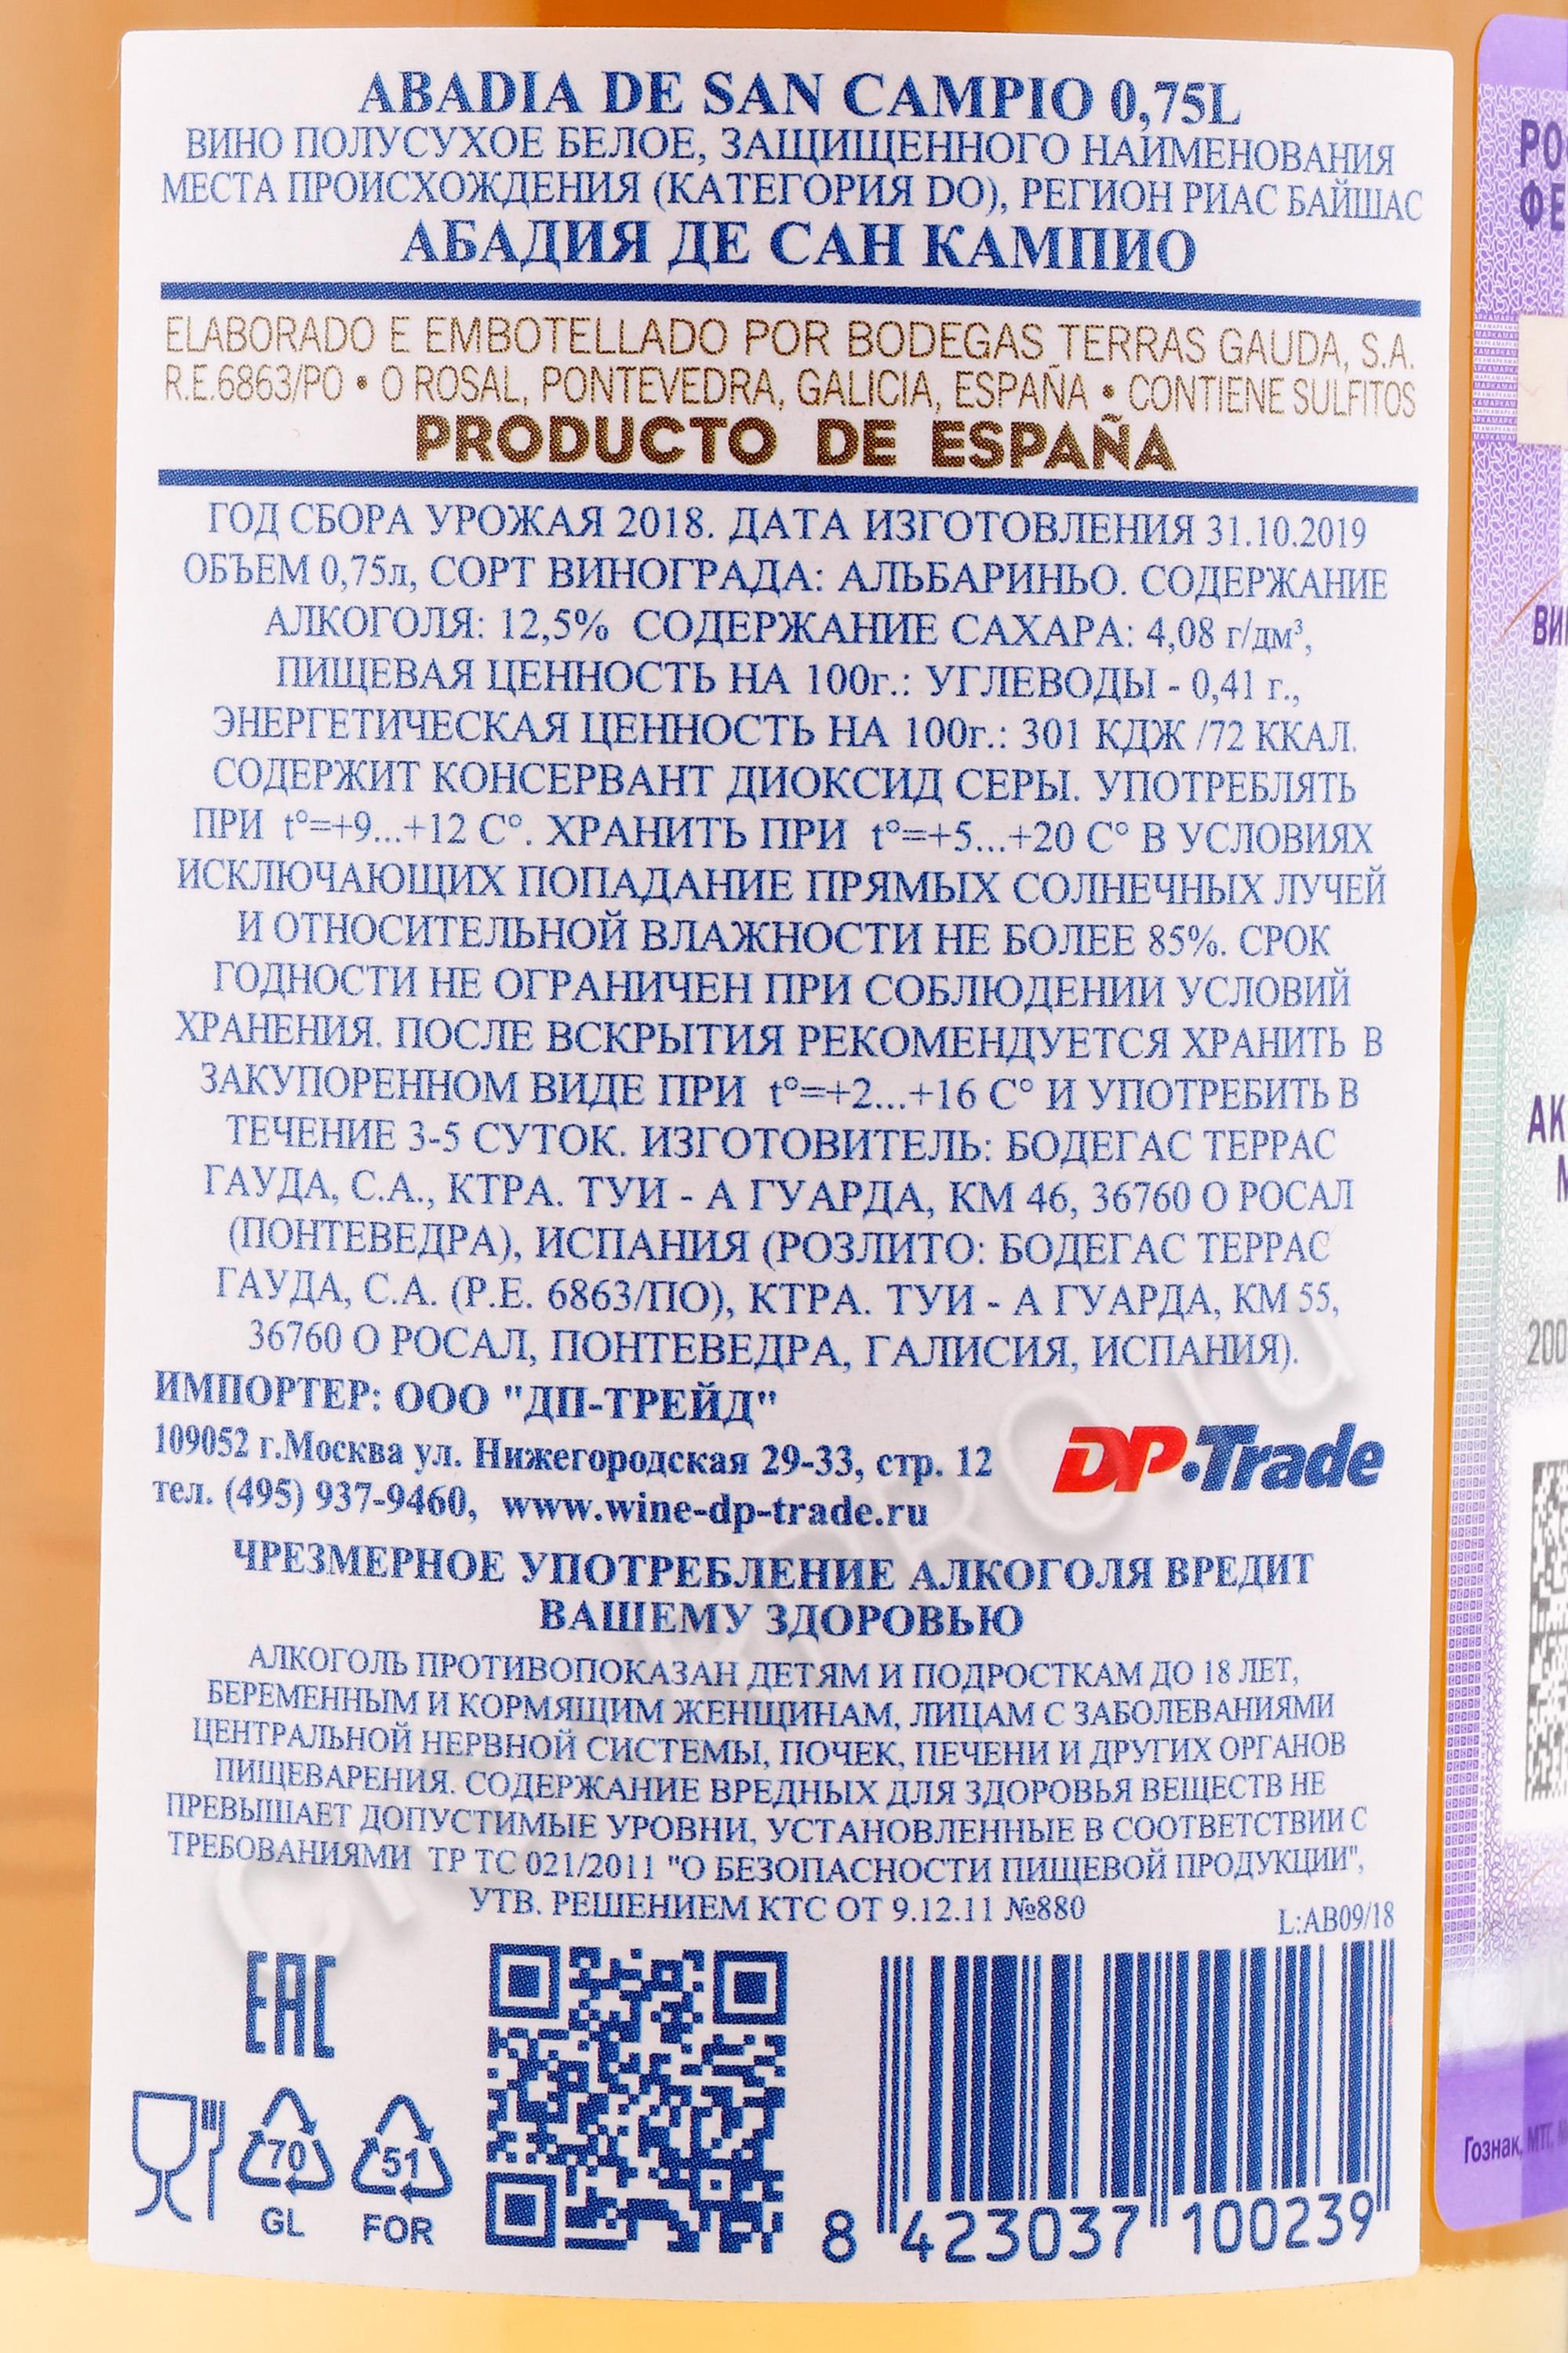 ABADIA DE SAN CAMPIO 0,75L
ВИНО ПОЛУСУХОЕ БЕЛОЕ, ЗАЩИЩЕННОГО НАИМЕНОВАНИЯ
МЕСТА ПРОИСХОЖДЕНИЯ (КАТЕГОРИЯ DO), РЕГИОН РИАС БАЙШАС
АБАДИЯ ДЕ САН КАМПИО
ELABORADO E EMBOTELLADO POR BODEGAS TERRAS GAUDA, S.A.
R.E.6863/PO • O ROSAL, PONTEVEDRA, GALICIA, ESPAÑA • CONTIENE SULFITOS
PRODUCTO DE ESPAÑA
ГОД СБОРА УРОЖАЯ 2018. ДАТА ИЗГОТОВЛЕНИЯ 31.10.2019
ОБЪЕМ 0,75л, СОРТ ВИНОГРАДА: АЛЬБАРИНЬО. СОДЕРЖАНИЕ
АЛКОГОЛЯ: 12,5% СОДЕРЖАНИЕ САХАРА: 4,08 г/дм³,
ПИЩЕВАЯ ЦЕННОСТЬ НА 100г.: УГЛЕВОДЫ - 0,41 г.,
ЭНЕРГЕТИЧЕСКАЯ ЦЕННОСТЬ НА 100г.: 301 КДЖ /72 ККАЛ.
СОДЕРЖИТ КОНСЕРВАНТ ДИОКСИД СЕРЫ. УПОТРЕБЛЯТЬ
ПРИ t°=+9...+12 С°. ХРАНИТЬ ПРИ t°=+5...+20 С° В УСЛОВИЯХ
ИСКЛЮЧАЮЩИХ ПОПАДАНИЕ ПРЯМЫХ СОЛНЕЧНЫХ ЛУЧЕЙ
И ОТНОСИТЕЛЬНОЙ ВЛАЖНОСТИ НЕ БОЛЕЕ 85%. СРОК
ГОДНОСТИ НЕ ОГРАНИЧЕН ПРИ СОБЛЮДЕНИИ УСЛОВИЙ
ХРАНЕНИЯ. ПОСЛЕ ВСКРЫТИЯ РЕКОМЕНДУЕТСЯ ХРАНИТЬ В
ЗАКУПОРЕННОМ ВИДЕ ПРИ t°=+2...+16 С° И УПОТРЕБИТЬ В
ТЕЧЕНИЕ 3-5 СУТОК. ИЗГОТОВИТЕЛЬ: БОДЕГАС ТЕРРАС
ГАУДА, С.А., КТРА. ТУИ - А ГУАРДА, КМ 46, 36760 О РОСАЛ
(ПОНТЕВЕДРА), ИСПАНИЯ (РОЗЛИТО: БОДЕГАС ТЕРРАС
ГАУДА, С.А. (Р.Е. 6863/ПО), КТРА. ТУИ - А ГУАРДА, КМ 55,
36760 О РОСАЛ, ПОНТЕВЕДРА, ГАЛИСИЯ, ИСПАНИЯ).
ИМПОРТЕР: ООО "ДП-ТРЕЙД"
109052 г.Москва ул. Нижегородская 29-33, стр. 12
тел. (495) 937-9460, www.wine-dp-trade.ru
DP•Trade
ЧРЕЗМЕРНОЕ УПОТРЕБЛЕНИЕ АЛКОГОЛЯ ВРЕДИТ
ВАШЕМУ ЗДОРОВЬЮ
АЛКОГОЛЬ ПРОТИВОПОКАЗАН ДЕТЯМ И ПОДРОСТКАМ ДО 18 ЛЕТ,
БЕРЕМЕННЫМ И КОРМЯЩИМ ЖЕНЩИНАМ, ЛИЦАМ С ЗАБОЛЕВАНИЯМИ
ЦЕНТРАЛЬНОЙ НЕРВНОЙ СИСТЕМЫ, ПОЧЕК, ПЕЧЕНИ И ДРУГИХ ОРГАНОВ
ПИЩЕВАРЕНИЯ. СОДЕРЖАНИЕ ВРЕДНЫХ ДЛЯ ЗДОРОВЬЯ ВЕЩЕСТВ НЕ
ПРЕВЫШАЕТ ДОПУСТИМЫЕ УРОВНИ, УСТАНОВЛЕННЫЕ В СООТВЕТСТВИИ С
ТРЕБОВАНИЯМИ ТР ТС 021/2011 "О БЕЗОПАСНОСТИ ПИЩЕВОЙ ПРОДУКЦИИ",
УТВ. РЕШЕНИЕМ КТС ОТ 9.12.11 №880
L:AB09/18
EAC
70
GL
51
FOR
8 423037 100239
РО
ФЕ
ВИ
АК
200
Гознак,